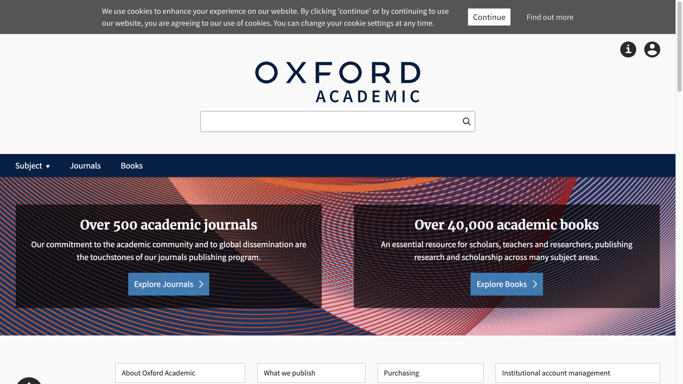 We use cookies to enhance your experience on our website. By clicking 'continue' or by continuing to use
our website, you are agreeing to our use of cookies. You can change your cookie settings at any time.
Continue
Find out more
OXFORD
ACADEMIC
Subject
Journals
Books
Over 500 academic journals
Our commitment to the academic community and to global dissemination are
the touchstones of our journals publishing program.
Explore Journals
Over 40,000 academic books
An essential resource for scholars, teachers and researchers, publishing
research and scholarship across many subject areas.
Explore Books
About Oxford Academic
What we publish
Purchasing
Institutional account management